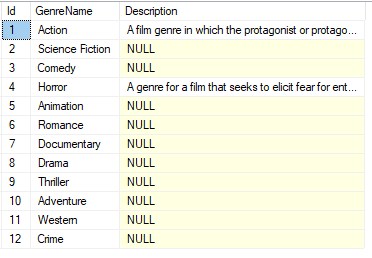 Id GenreName Description
1 Action A film genre in which the protagonist or protago...
2 Science Fiction NULL
3 Comedy NULL
4 Horror A genre for a film that seeks to elicit fear for ent...
5 Animation NULL
6 Romance NULL
7 Documentary NULL
8 Drama NULL
9 Thriller NULL
10 Adventure NULL
11 Western NULL
12 Crime NULL